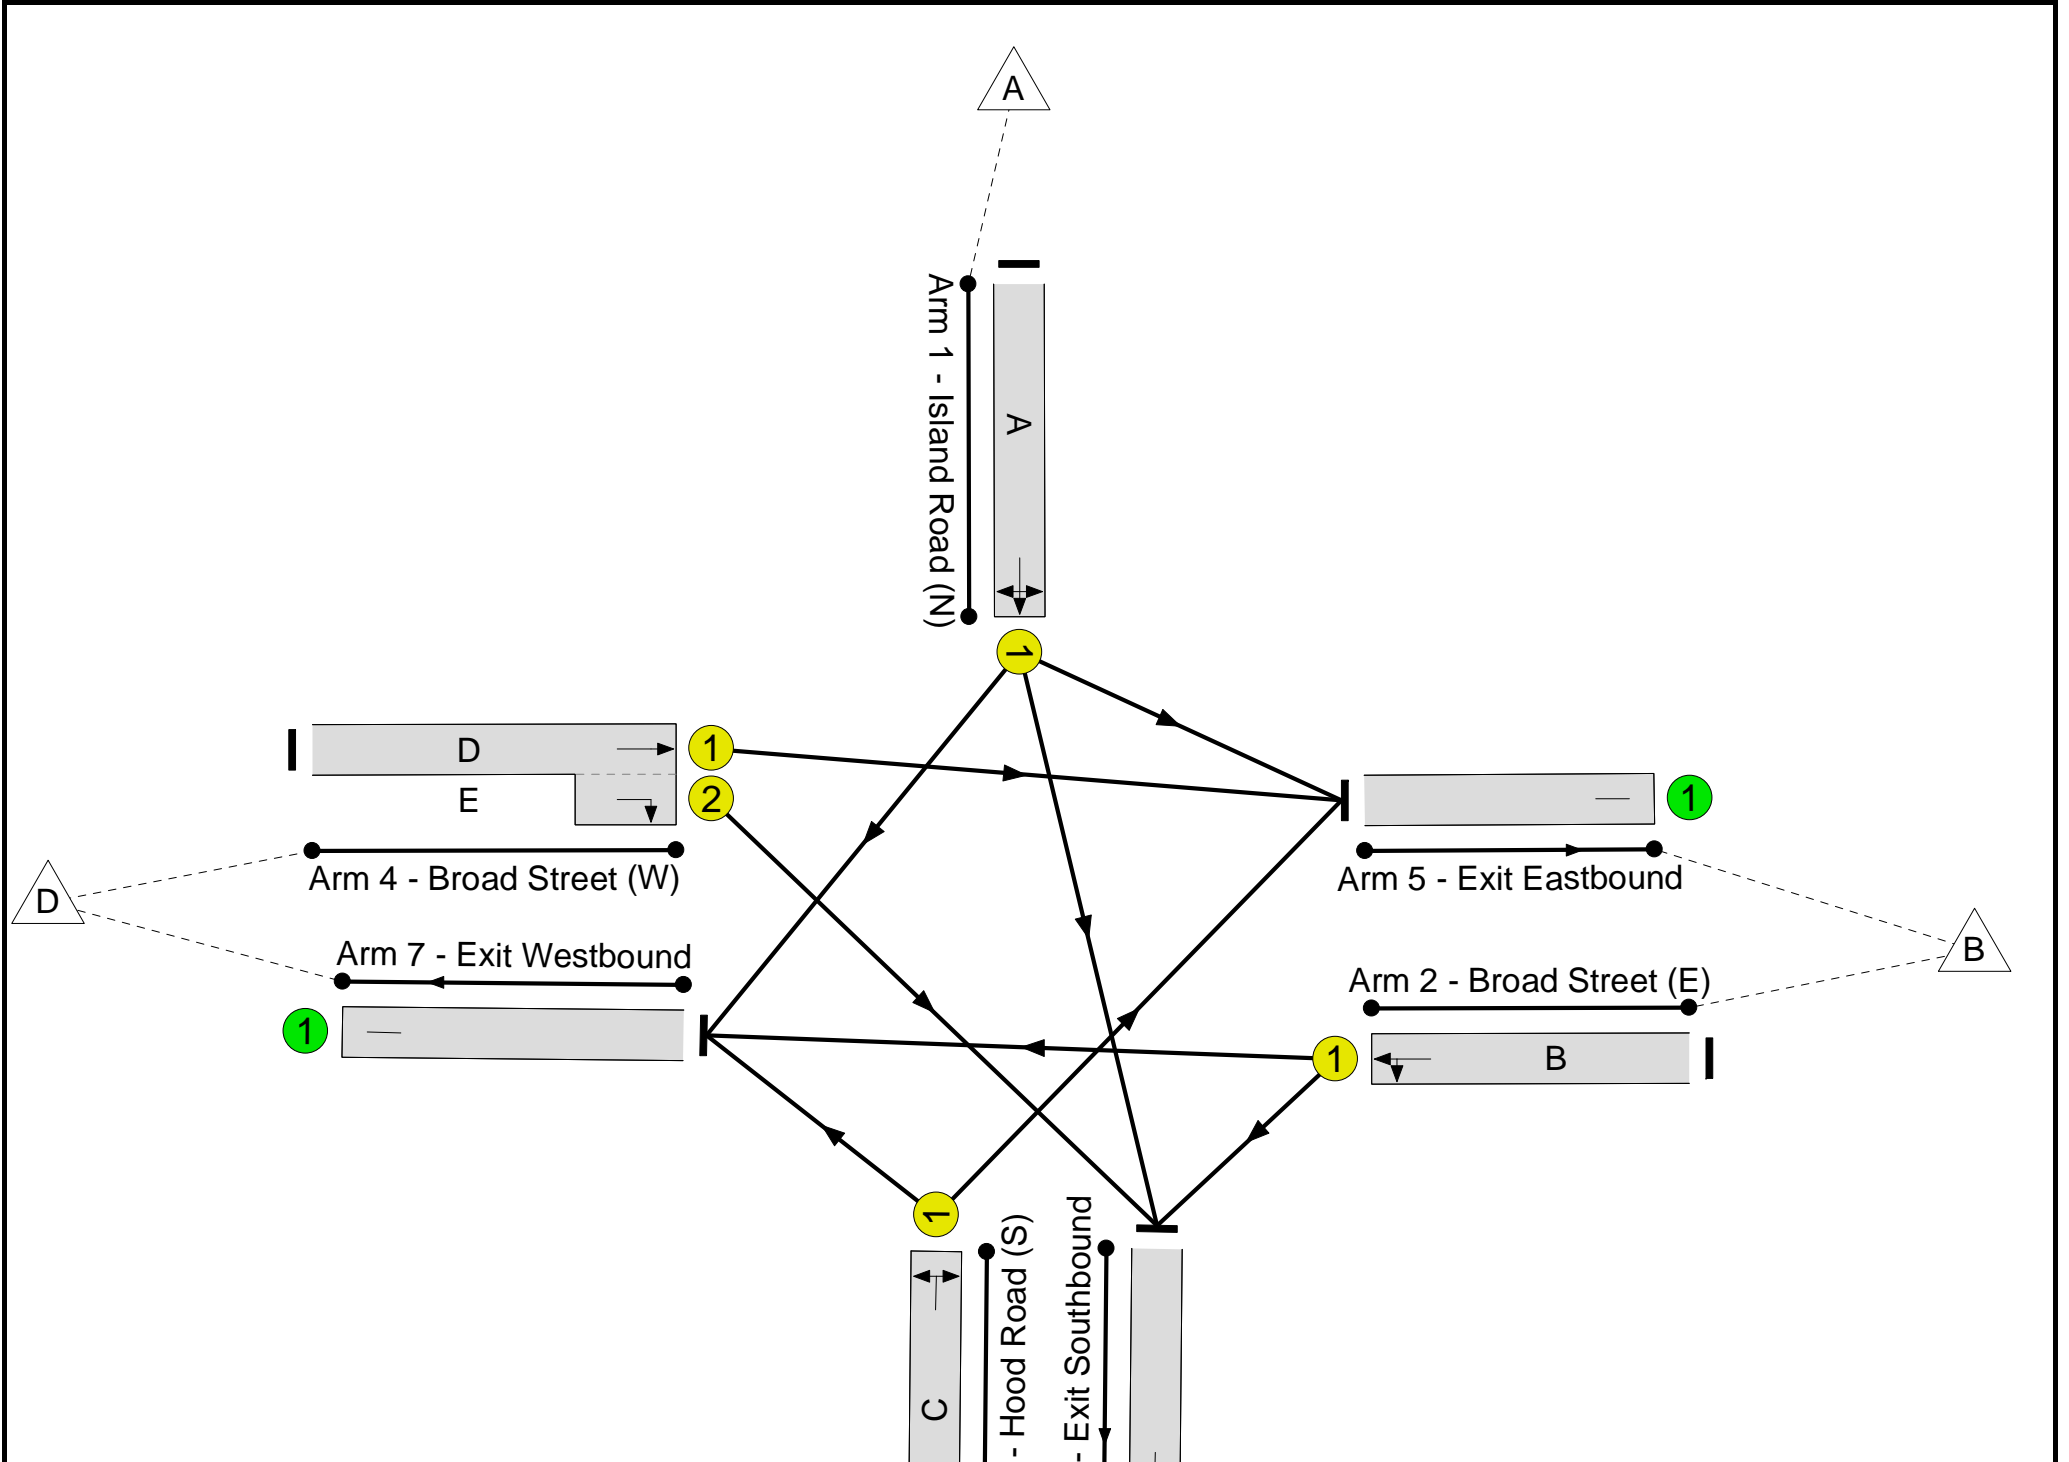 A
Arm 1 - Island Road (N)
A
1
D
1
E
2
Arm 4 - Broad Street (W)
1
Arm 5 - Exit Eastbound
D
B
Arm 7 - Exit Westbound
1
Arm 2 - Broad Street (E)
1
B
1
- Hood Road (S)
- Exit Southbound
C